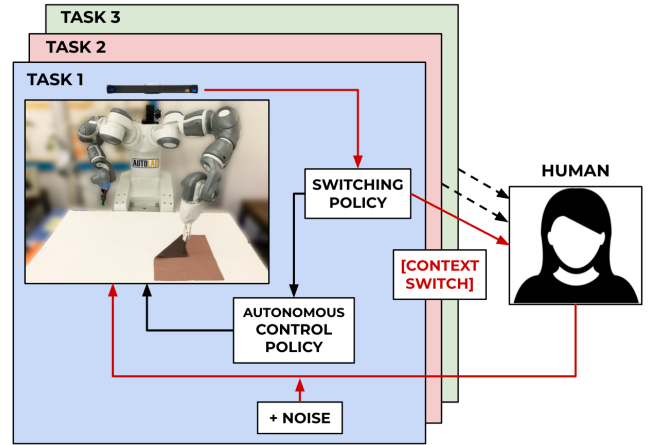 TASK 3
TASK 2
TASK 1
AUTOLAB
SWITCHING
POLICY
HUMAN
[CONTEXT
SWITCH]
AUTONOMOUS
CONTROL
POLICY
+ NOISE